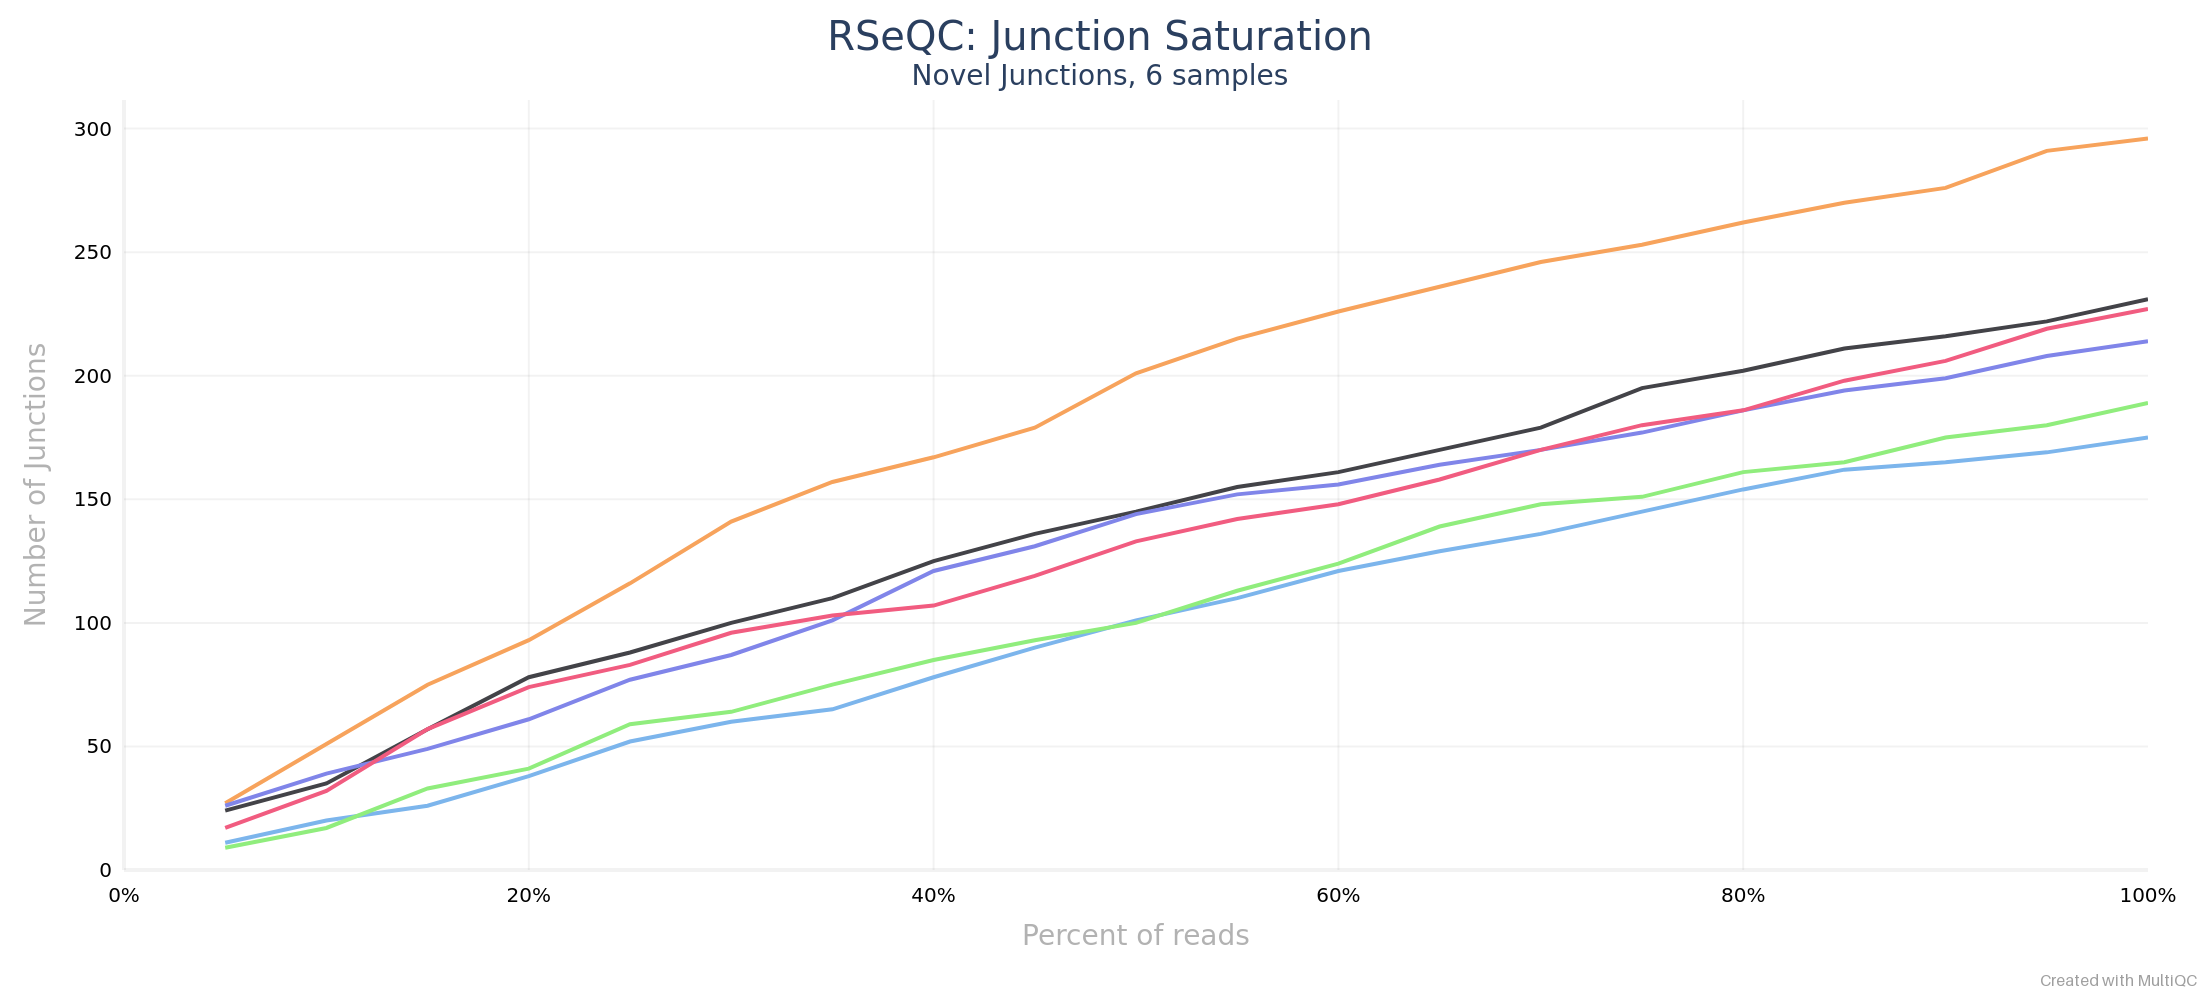 RSeQC: Junction Saturation
Novel Junctions, 6 samples
Number of Junctions
300
250
200
150
100
50
0
0%
20%
40%
60%
80%
100%
Percent of reads
Created with MultiQC